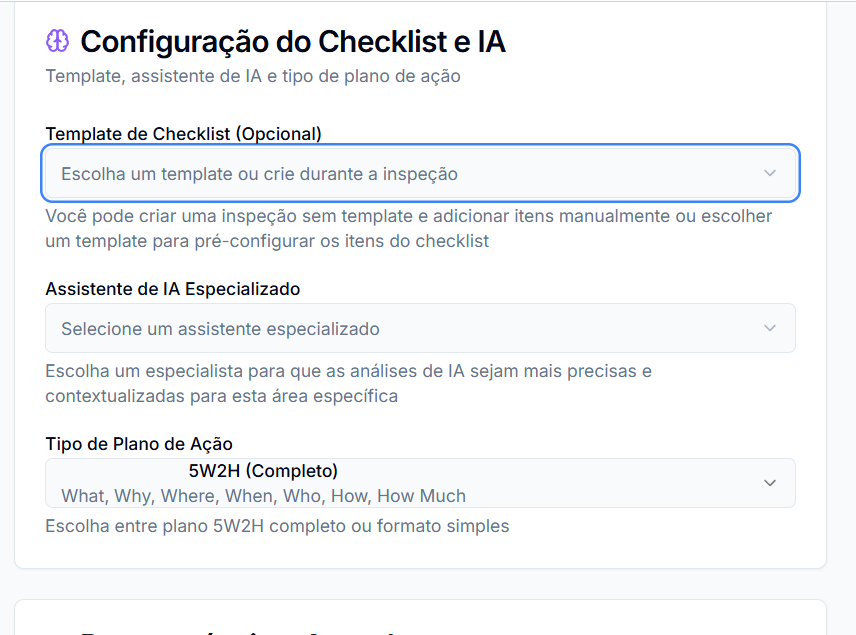 Configuração do Checklist e IA
Template, assistente de IA e tipo de plano de ação
Template de Checklist (Opcional)
Escolha um template ou crie durante a inspeção
Você pode criar uma inspeção sem template e adicionar itens manualmente ou escolher
um template para pré-configurar os itens do checklist
Assistente de IA Especializado
Selecione um assistente especializado
Escolha um especialista para que as análises de IA sejam mais precisas e
contextualizadas para esta área específica
Tipo de Plano de Ação
5W2H (Completo)
What, Why, Where, When, Who, How, How Much
Escolha entre plano 5W2H completo ou formato simples